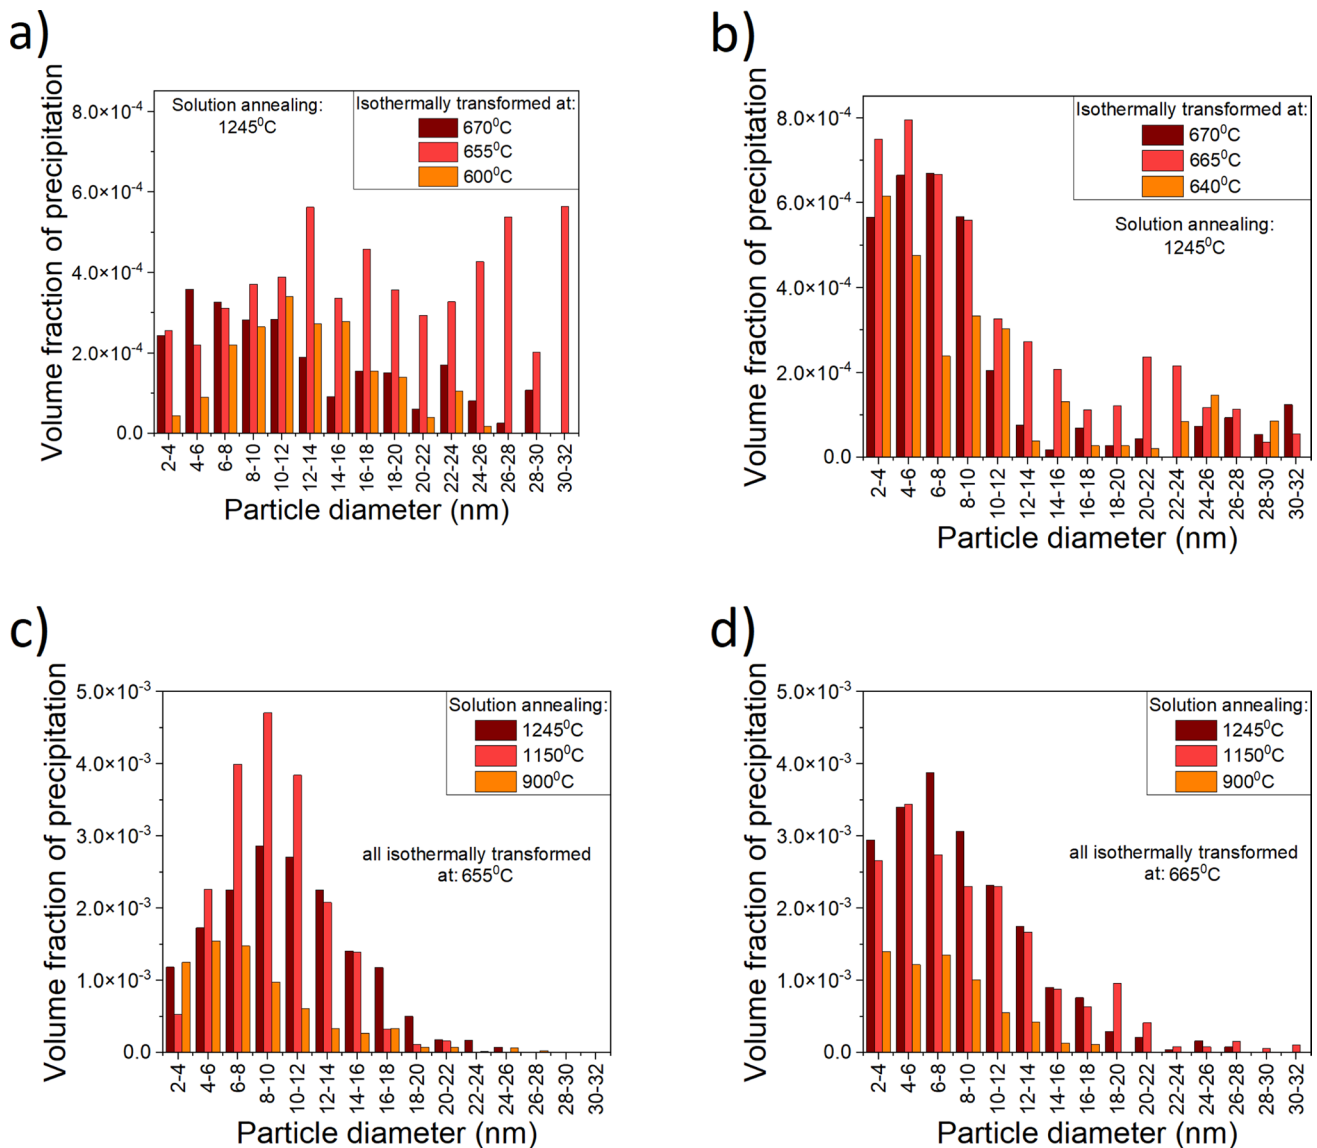 a)
Volume fraction of precipitation
8.0×10⁻⁴
6.0×10⁻⁴
4.0×10⁻⁴
2.0×10⁻⁴
0.0
Solution annealing:
1245⁰C
Isothermally transformed at:
670⁰C
655⁰C
600⁰C
2-4
4-6
6-8
8-10
10-12
12-14
14-16
16-18
18-20
20-22
22-24
24-26
26-28
28-30
30-32
Particle diameter (nm)
b)
Volume fraction of precipitation
8.0×10⁻⁴
6.0×10⁻⁴
4.0×10⁻⁴
2.0×10⁻⁴
0.0
Isothermally transformed at:
670⁰C
665⁰C
640⁰C
Solution annealing:
1245⁰C
2-4
4-6
6-8
8-10
10-12
12-14
14-16
16-18
18-20
20-22
22-24
24-26
26-28
28-30
30-32
Particle diameter (nm)
c)
Volume fraction of precipitation
5.0×10⁻³
4.0×10⁻³
3.0×10⁻³
2.0×10⁻³
1.0×10⁻³
0.0
Solution annealing:
1245⁰C
1150⁰C
900⁰C
all isothermally transformed
at: 655⁰C
2-4
4-6
6-8
8-10
10-12
12-14
14-16
16-18
18-20
20-22
22-24
24-26
26-28
28-30
30-32
Particle diameter (nm)
d)
Volume fraction of precipitation
5.0×10⁻³
4.0×10⁻³
3.0×10⁻³
2.0×10⁻³
1.0×10⁻³
0.0
Solution annealing:
1245⁰C
1150⁰C
900⁰C
all isothermally transformed
at: 665⁰C
2-4
4-6
6-8
8-10
10-12
12-14
14-16
16-18
18-20
20-22
22-24
24-26
26-28
28-30
30-32
Particle diameter (nm)